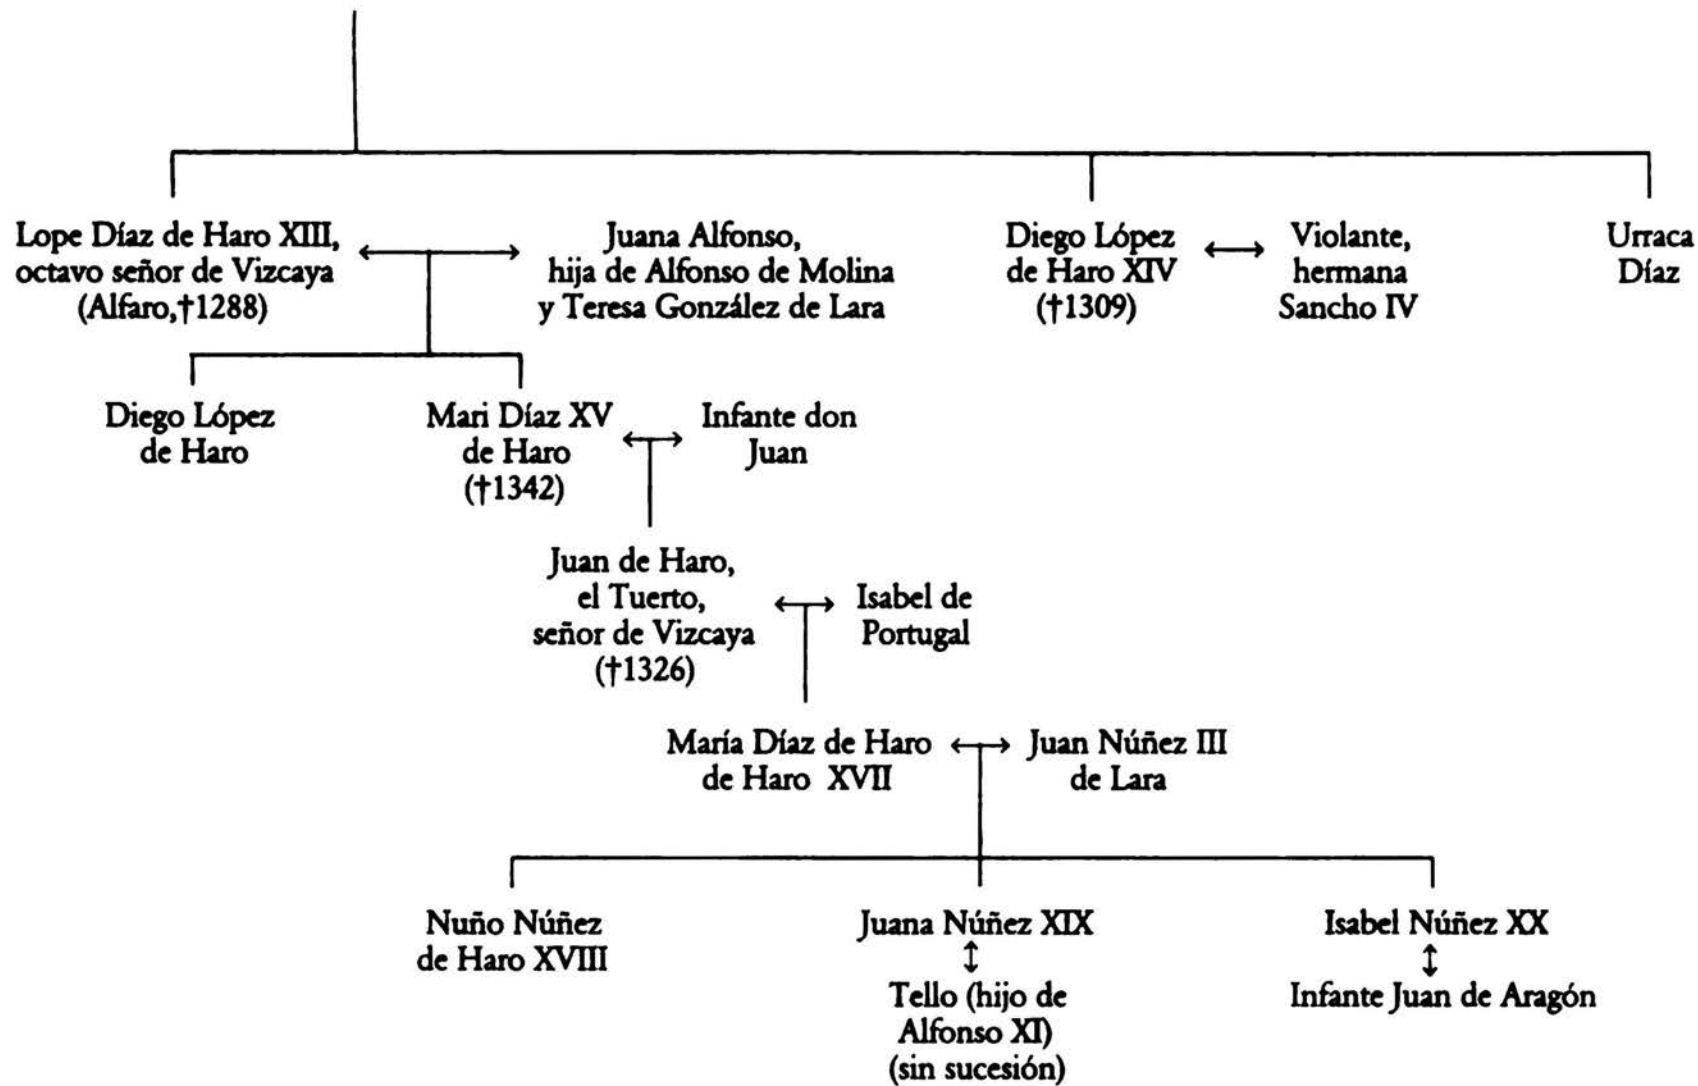 Lope Díaz de Haro XIII,
octavo señor de Vizcaya
(Alfaro,†1288)
Juana Alfonso,
hija de Alfonso de Molina
y Teresa González de Lara
Diego López
de Haro XIV
(†1309)
Violante,
hermana
Sancho IV
Urraca
Díaz
Diego López
de Haro
Mari Díaz XV
de Haro
(†1342)
Infante don
Juan
Juan de Haro,
el Tuerto,
señor de Vizcaya
(†1326)
Isabel de
Portugal
María Díaz de Haro
de Haro XVII
Juan Núñez III
de Lara
Nuño Núñez
de Haro XVIII
Juana Núñez XIX
Tello (hijo de
Alfonso XI)
(sin sucesión)
Isabel Núñez XX
Infante Juan de Aragón